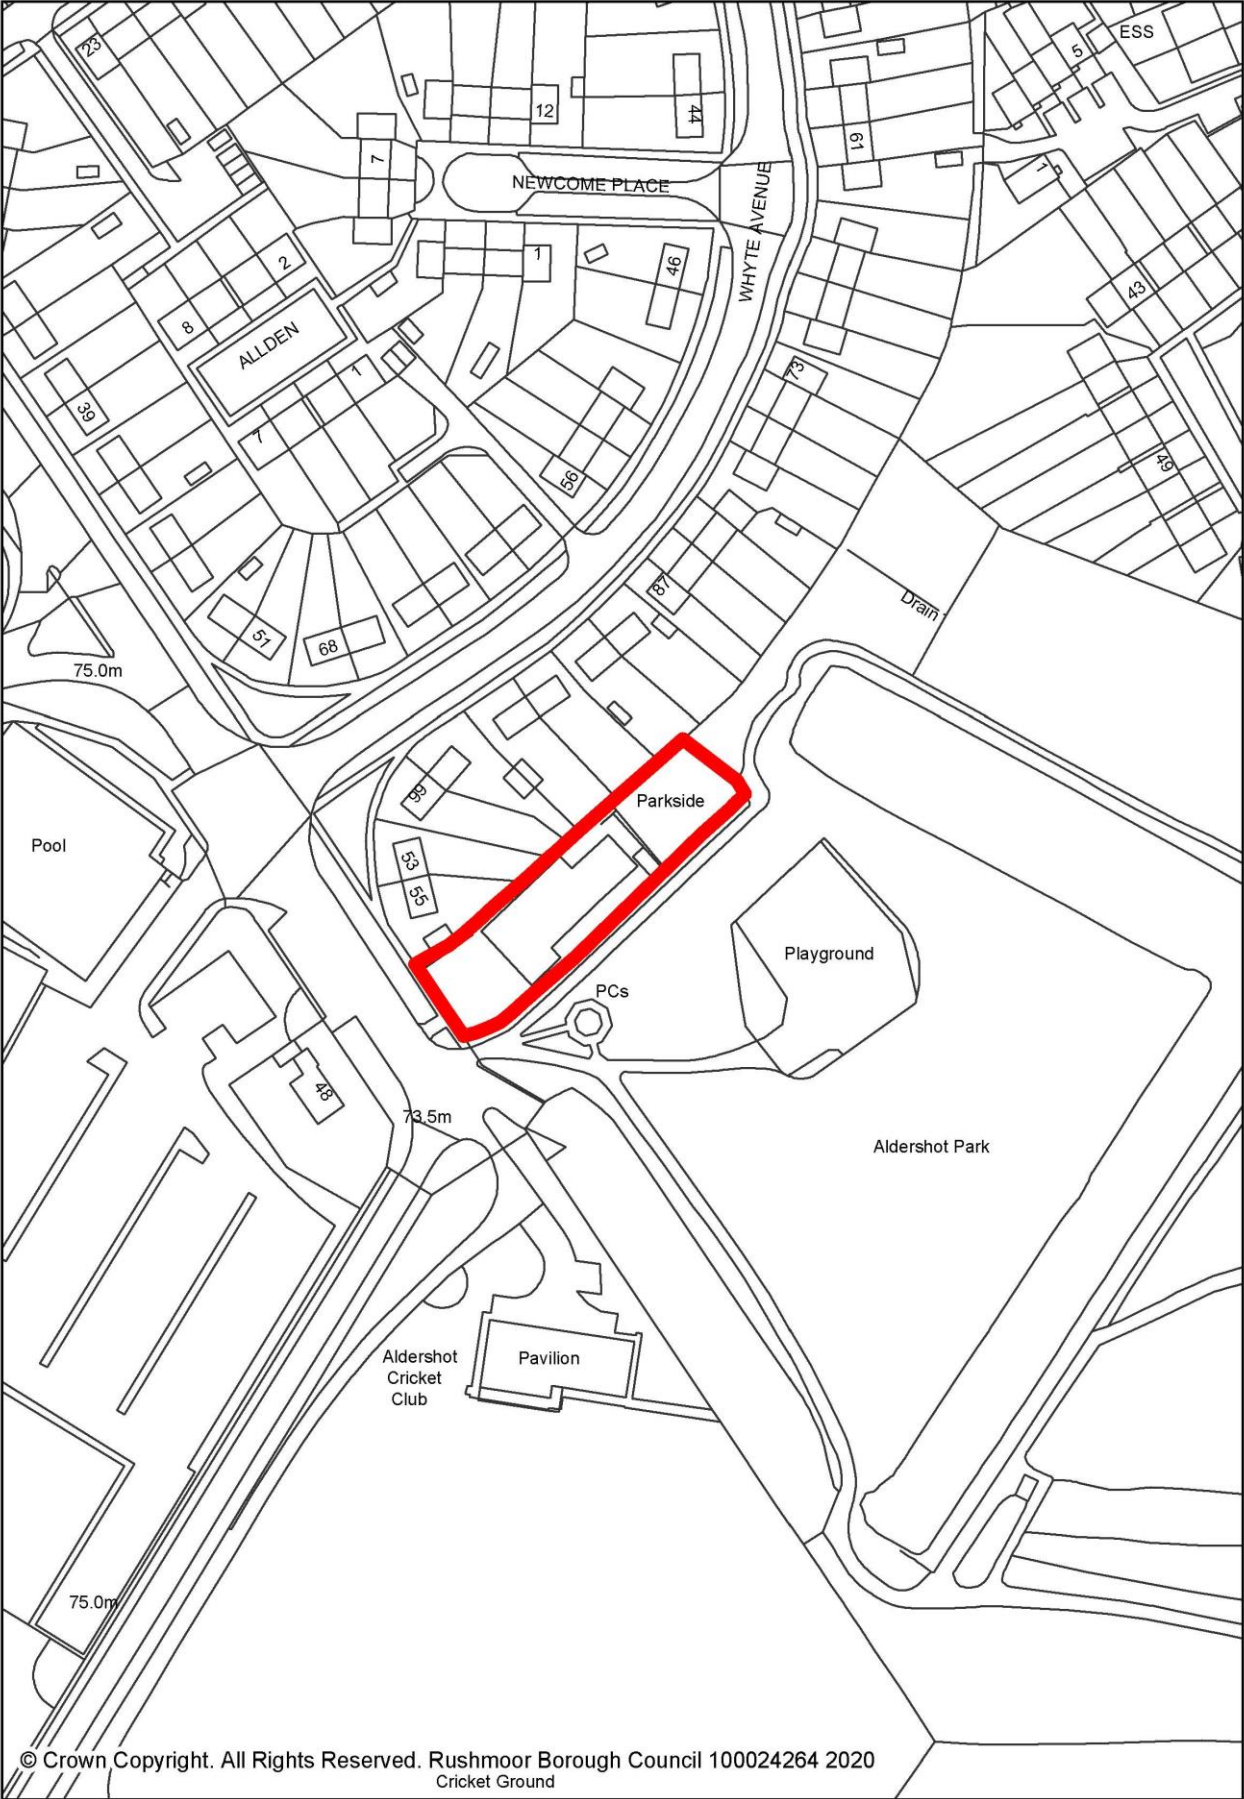 23
ESS
5
12
44
61
7
NEWCOME PLACE
1
WHYTE AVENUE
1
2
46
43
8
ALLDEN
1
73
39
7
49
56
87
Drain
51
68
75.0m
99
Parkside
Pool
53
55
Playground
PCs
48
73.5m
Aldershot Park
Aldershot
Cricket
Club
Pavilion
75.0m
© Crown Copyright. All Rights Reserved. Rushmoor Borough Council 100024264 2020
Cricket Ground